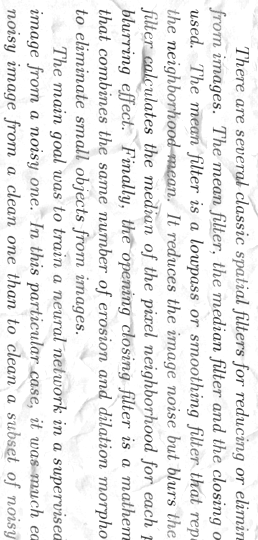 There are several classic spatial filters for reducing or elimin
from images. The mean filter, the median filter and the closing o
used. The mean filter is a lowpass or smoothing filter that repl
the neighborhood mean. It reduces the image noise but blurs the
filter calculates the median of the pixel neighborhood for each p
blurring effect. Finally, the opening closing filter is a mathem
that combines the same number of erosion and dilation morpho
to eliminate small objects from images.
The main goal was to train a neural network in a supervised
image from a noisy one. In this particular case, it was much ea
noisy image from a clean one than to clean a subset of noisy